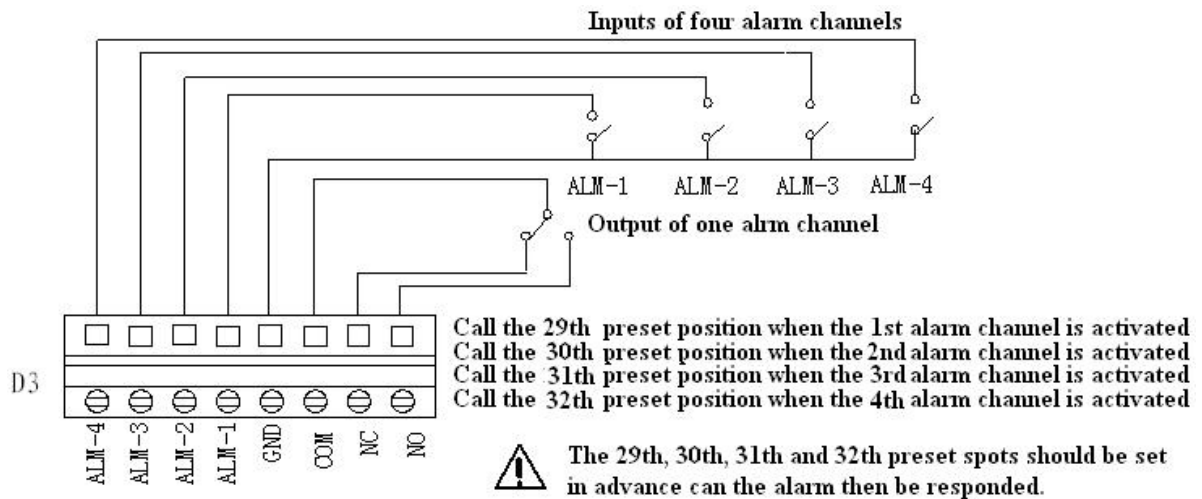 Inputs of four alarm channels
ALM-1 ALM-2 ALM-3 ALM-4
Output of one alrm channel
Call the 29th preset position when the 1st alarm channel is activated
Call the 30th preset position when the 2nd alarm channel is activated
Call the 31th preset position when the 3rd alarm channel is activated
Call the 32th preset position when the 4th alarm channel is activated
D3
ALM-4
ALM-3
ALM-2
ALM-1
GND
COM
NC
NO
The 29th, 30th, 31th and 32th preset spots should be set
in advance can the alarm then be responded.